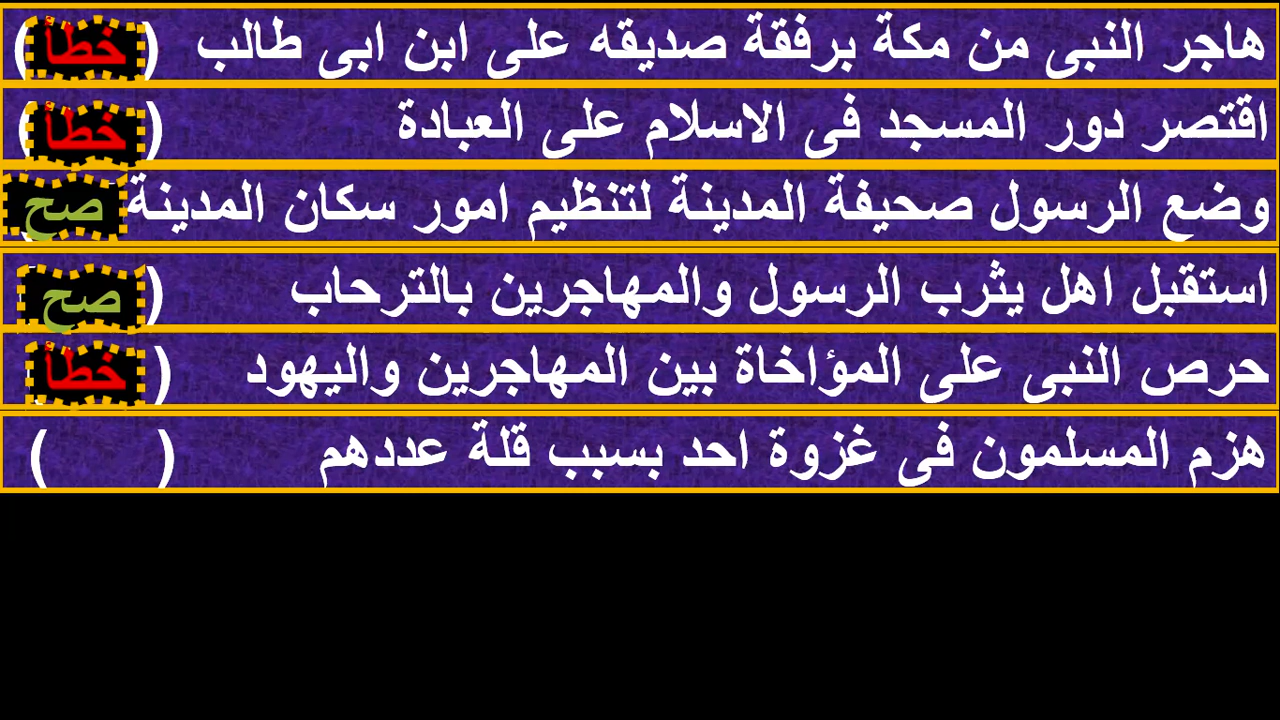 هاجر النبى من مكة برفقة صديقه على ابن ابى طالب ( خطأ )
اقتصر دور المسجد فى الاسلام على العبادة ( خطأ )
وضع الرسول صحيفة المدينة لتنظيم امور سكان المدينة صح
استقبل اهل يثرب الرسول والمهاجرين بالترحاب ( صح
حرص النبى على المؤاخاة بين المهاجرين واليهود ( خطأ
هزم المسلمون فى غزوة احد بسبب قلة عددهم ( )